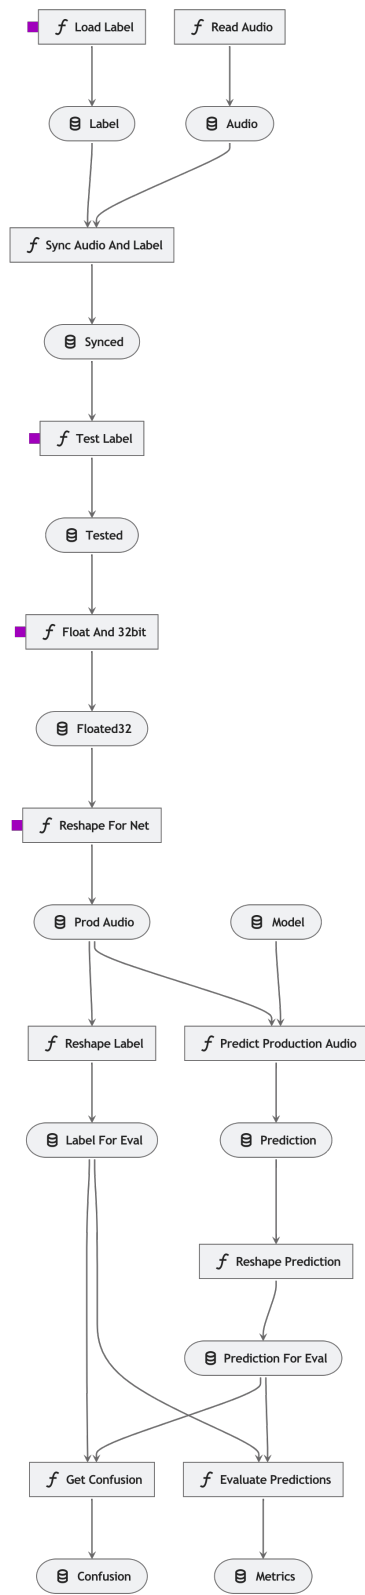 Load Label
Read Audio
Label
Audio
Sync Audio And Label
Synced
Test Label
Tested
Float And 32bit
Floated32
Reshape For Net
Prod Audio
Model
Reshape Label
Predict Production Audio
Label For Eval
Prediction
Reshape Prediction
Prediction For Eval
Get Confusion
Evaluate Predictions
Confusion
Metrics